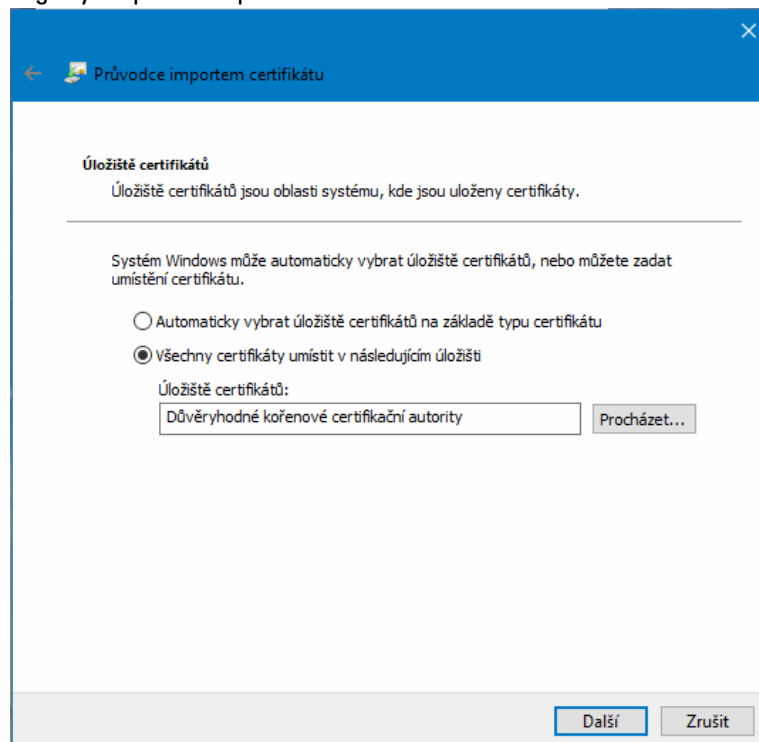 Průvodce importem certifikátu
Úložiště certifikátů
Úložiště certifikátů jsou oblasti systému, kde jsou uloženy certifikáty.
Systém Windows může automaticky vybrat úložiště certifikátů, nebo můžete zadat
umístění certifikátu.
Automaticky vybrat úložiště certifikátů na základě typu certifikátu
Všechny certifikáty umístit v následujícím úložišti
Úložiště certifikátů:
Důvěryhodné kořenové certifikační autority
Procházet...
Další
Zrušit